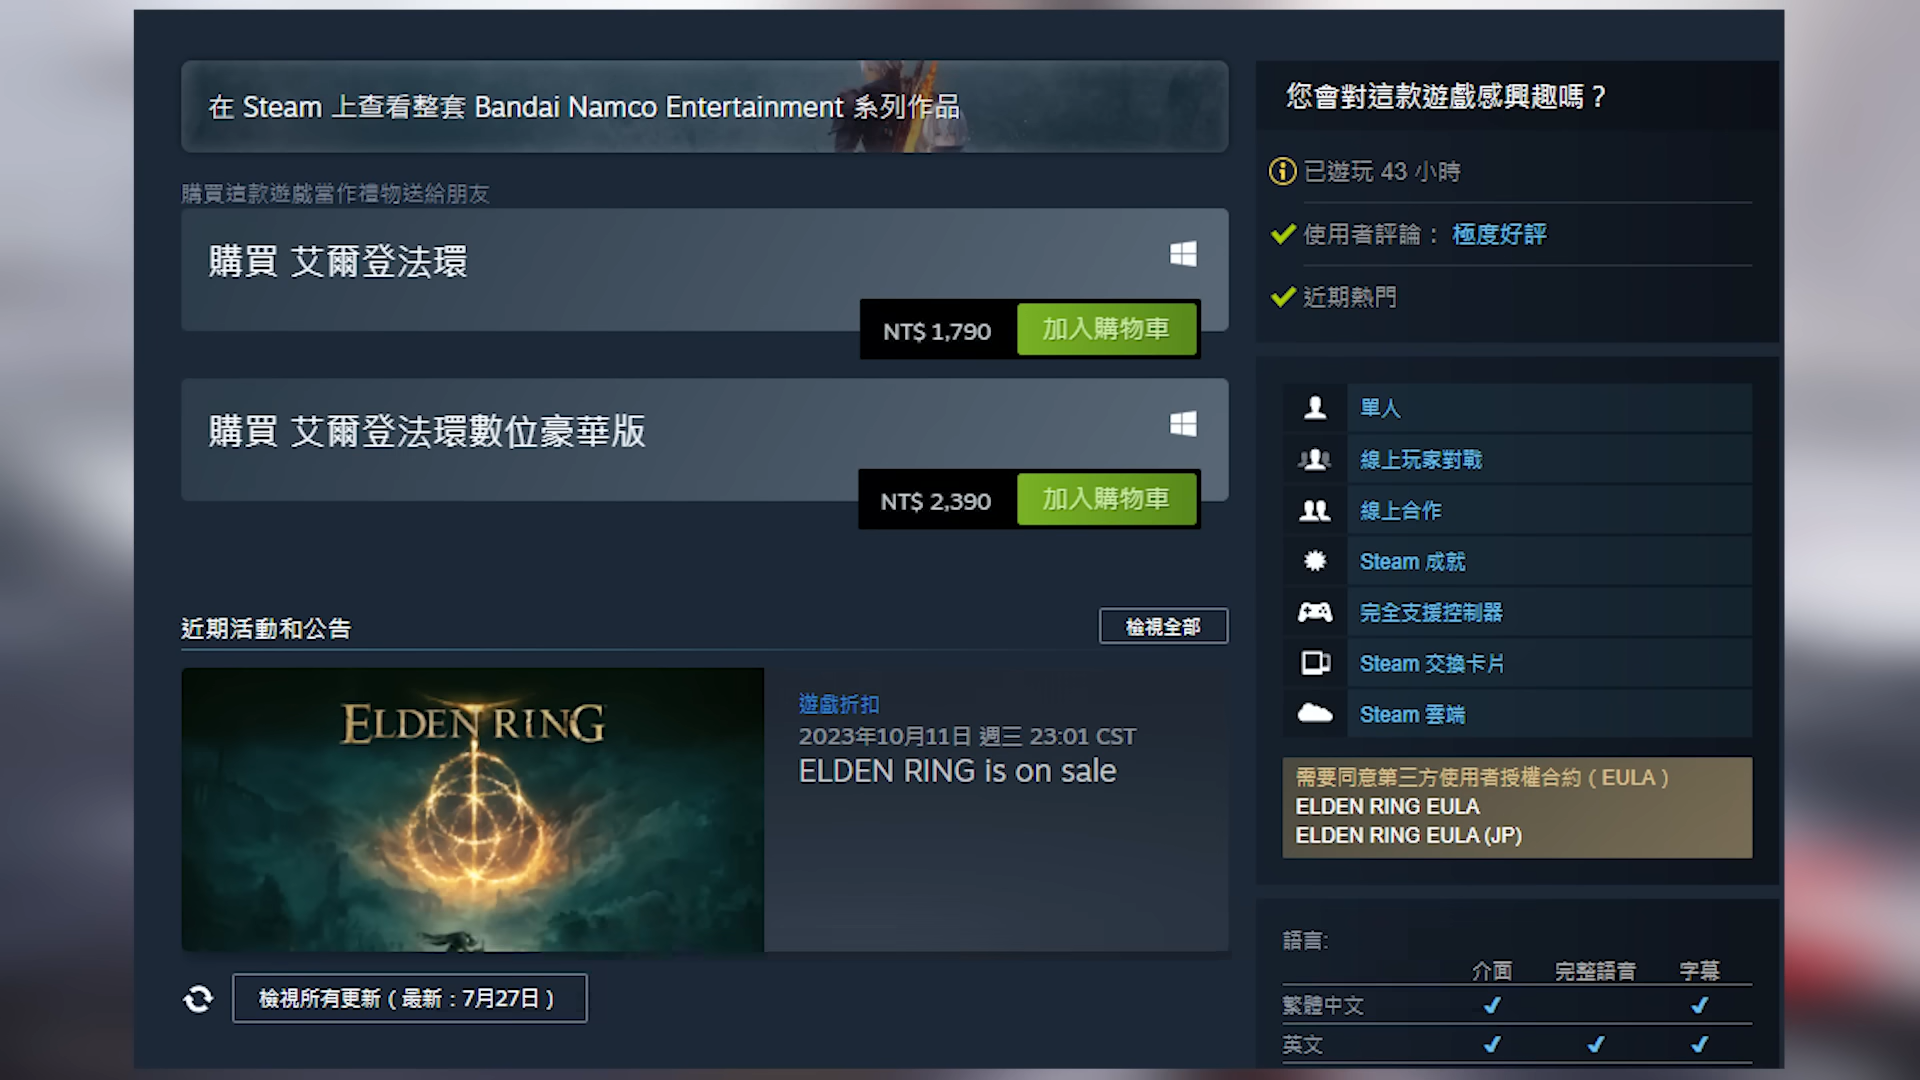 在 Steam 上查看整套 Bandai Namco Entertainment 系列作品
購買這款遊戲當作禮物送給朋友
購買 艾爾登法環
NT$ 1,790
加入購物車
購買 艾爾登法環數位豪華版
NT$ 2,390
加入購物車
近期活動和公告
檢視全部
ELDEN RING
遊戲折扣
2023年10月11日 週三 23:01 CST
ELDEN RING is on sale
檢視所有更新 ( 最新：7月27日 )
您會對這款遊戲感興趣嗎？
已遊玩 43 小時
使用者評論： 極度好評
近期熱門
單人
線上玩家對戰
線上合作
Steam 成就
完全支援控制器
Steam 交換卡片
Steam 雲端
需要同意第三方使用者授權合約 ( EULA )
ELDEN RING EULA
ELDEN RING EULA (JP)
語言:
介面 完整語音 字幕
繁體中文 ✔ ✔
英文 ✔ ✔ ✔